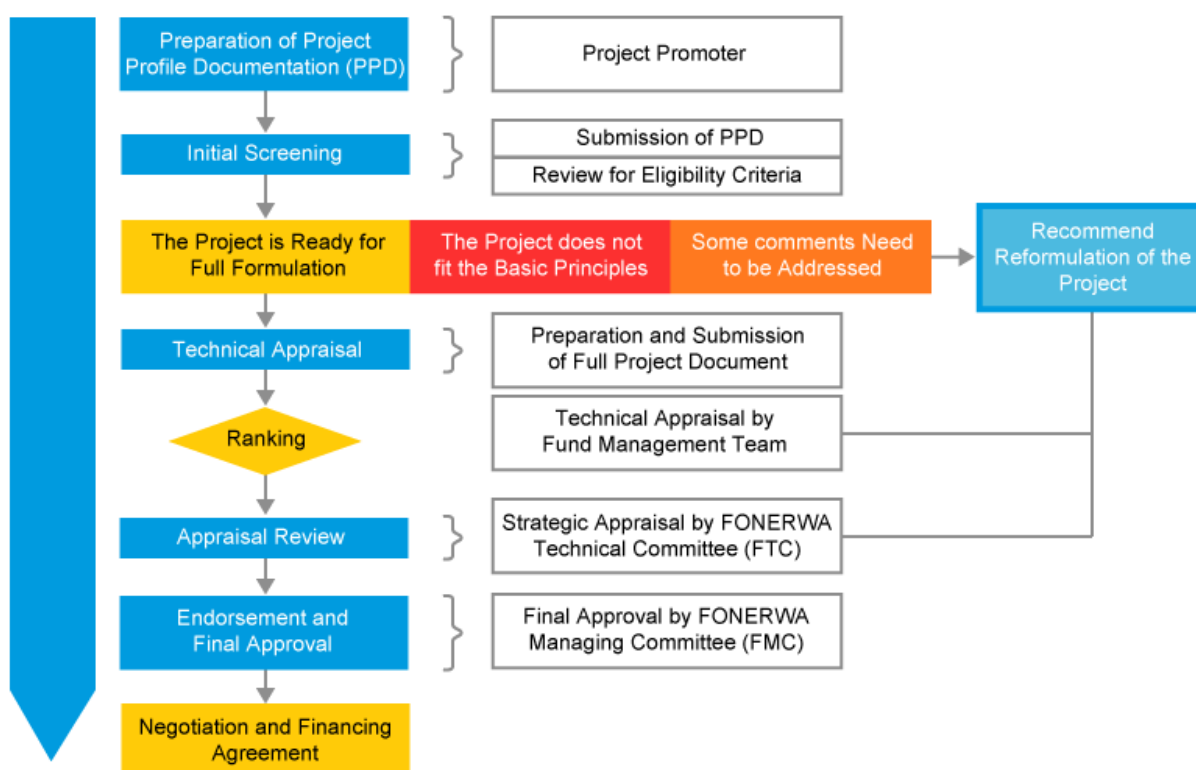 Preparation of Project
Profile Documentation (PPD)
Project Promoter
Initial Screening
Submission of PPD
Review for Eligibility Criteria
The Project is Ready for
Full Formulation
The Project does not
fit the Basic Principles
Some comments Need
to be Addressed
Recommend
Reformulation of the
Project
Technical Appraisal
Preparation and Submission
of Full Project Document
Ranking
Technical Appraisal by
Fund Management Team
Appraisal Review
Strategic Appraisal by FONERWA
Technical Committee (FTC)
Endorsement and
Final Approval
Final Approval by FONERWA
Managing Committee (FMC)
Negotiation and Financing
Agreement